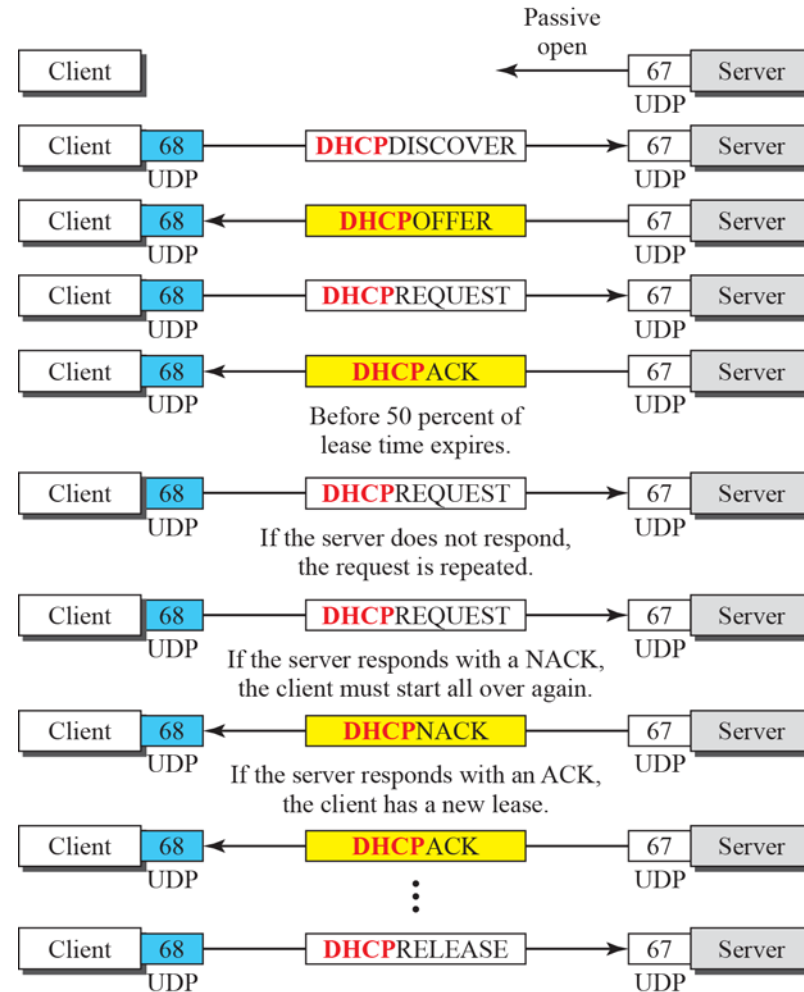 Passive
open
Client 67 Server
UDP
Client 68 DHCPDISCOVER 67 Server
UDP UDP
Client 68 DHCPOFFER 67 Server
UDP UDP
Client 68 DHCPREQUEST 67 Server
UDP UDP
Client 68 DHCPACK 67 Server
UDP UDP
Before 50 percent of
lease time expires.
Client 68 DHCPREQUEST 67 Server
UDP UDP
If the server does not respond,
the request is repeated.
Client 68 DHCPREQUEST 67 Server
UDP UDP
If the server responds with a NACK,
the client must start all over again.
Client 68 DHCPNACK 67 Server
UDP UDP
If the server responds with an ACK,
the client has a new lease.
Client 68 DHCPACK 67 Server
UDP UDP
Client 68 DHCPRELEASE 67 Server
UDP UDP